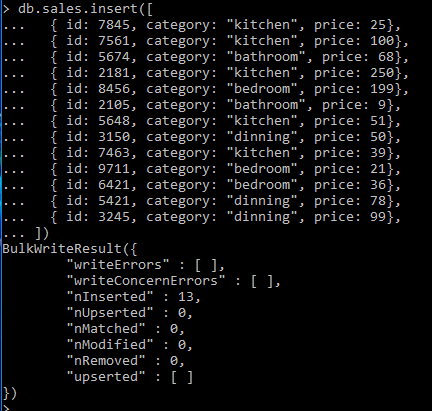 > db.sales.insert([
...    { id: 7845, category: "kitchen", price: 25},
...    { id: 7561, category: "kitchen", price: 100},
...    { id: 5674, category: "bathroom", price: 68},
...    { id: 2181, category: "kitchen", price: 250},
...    { id: 8456, category: "bedroom", price: 199},
...    { id: 2105, category: "bathroom", price: 9},
...    { id: 5648, category: "kitchen", price: 51},
...    { id: 3150, category: "dinning", price: 50},
...    { id: 7463, category: "kitchen", price: 39},
...    { id: 9711, category: "bedroom", price: 21},
...    { id: 6421, category: "bedroom", price: 36},
...    { id: 5421, category: "dinning", price: 78},
...    { id: 3245, category: "dinning", price: 99},
... ])
BulkWriteResult({
        "writeErrors" : [ ],
        "writeConcernErrors" : [ ],
        "nInserted" : 13,
        "nUpserted" : 0,
        "nMatched" : 0,
        "nModified" : 0,
        "nRemoved" : 0,
        "upserted" : [ ]
})
>